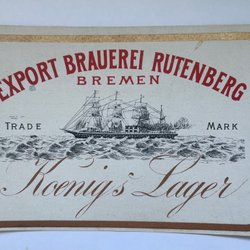 EXPORT BRAUEREI RUTENBERG
BREMEN
TRADE MARK
Koenig's Lager